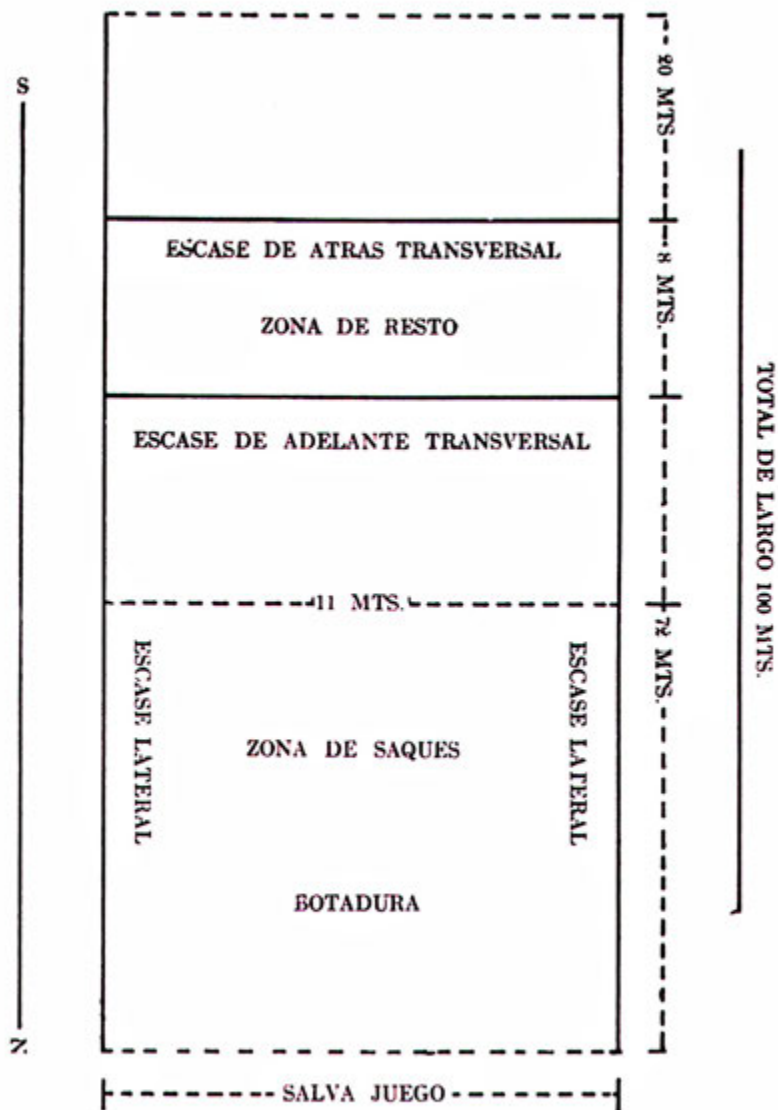 S
20 MTS
ESCASE DE ATRAS TRANSVERSAL
8 MTS.
ZONA DE RESTO
ESCASE DE ADELANTE TRANSVERSAL
TOTAL DE LARGO 100 MTS.
11 MTS.
72 MTS.
ESCASE LATERAL
ESCASE LATERAL
ZONA DE SAQUES
BOTADURA
N
SALVA JUEGO